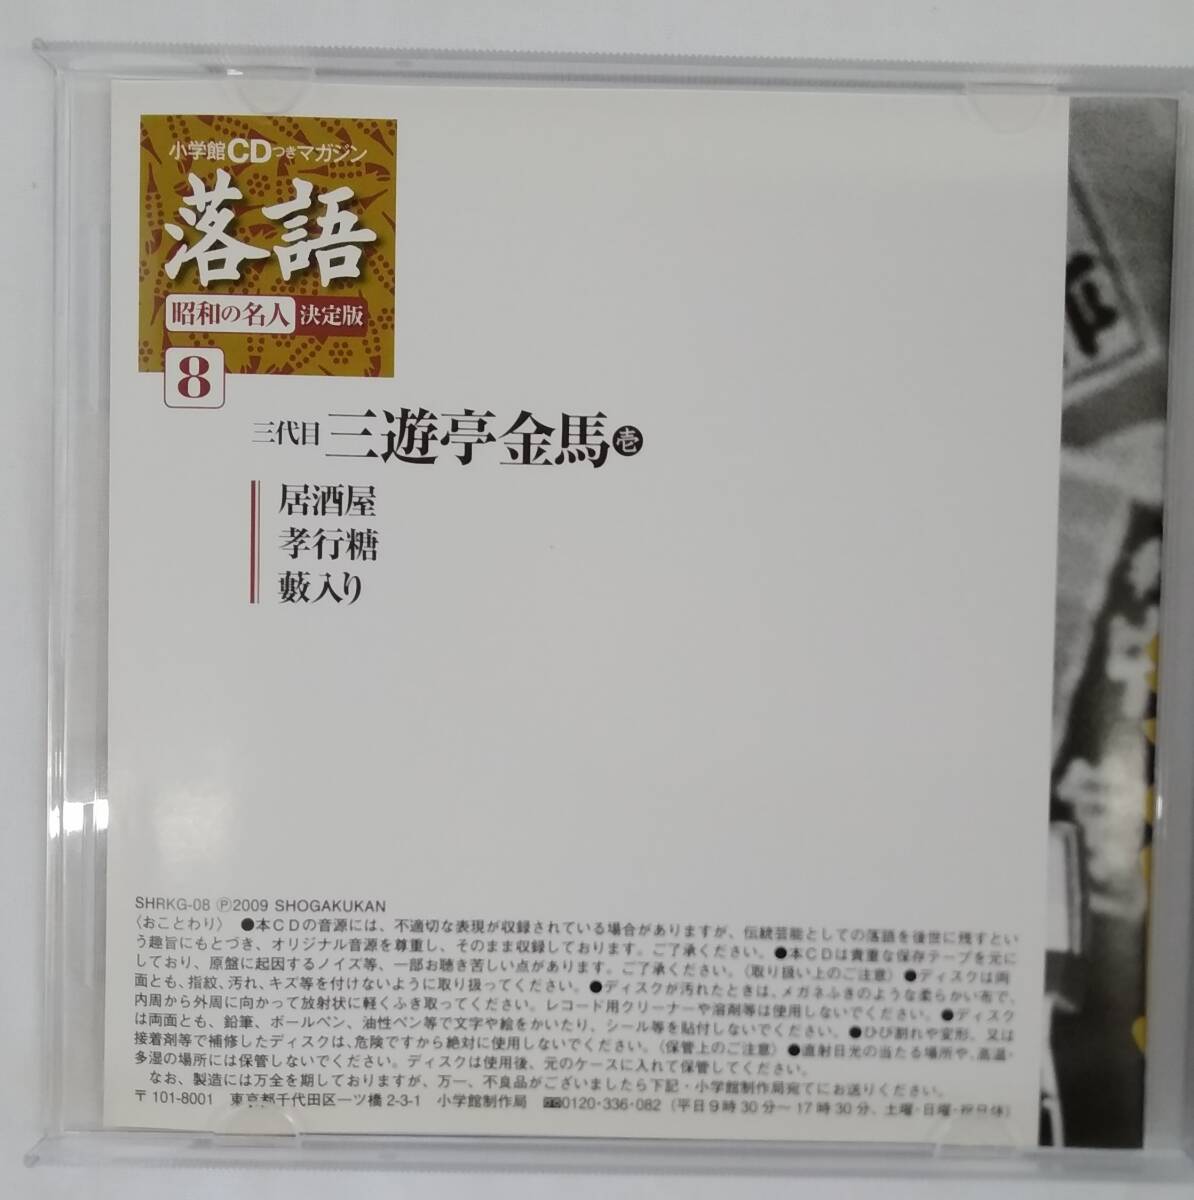 小学館CDつきマガジン
落語
昭和の名人 決定版
8
三代目 三遊亭金馬 壱
居酒屋
孝行糖
藪入り
SHRKG-08 Ⓟ2009 SHOGAKUKAN
〈おことわり〉 ●本CDの音源には、不適切な表現が収録されている場合がありますが、伝統芸能としての落語を後世に残すとい
う趣旨にもとづき、オリジナル音源を尊重し、そのまま収録しております。ご了承ください。●本CDは貴重な保存テープを元に
しており、原盤に起因するノイズ等、一部お聴き苦しい点があります。ご了承ください。〈取り扱い上のご注意〉●ディスクは両
面とも、指紋、汚れ、キズ等を付けないように取り扱ってください。●ディスクが汚れたときは、メガネふきのような柔らかい布で、
内周から外周に向かって放射状に軽くふき取ってください。レコード用クリーナーや溶剤等は使用しないでください。●ディスク
は両面とも、鉛筆、ボールペン、油性ペン等で文字や絵をかいたり、シール等を貼付しないでください。●ひび割れや変形、又は
接着剤等で補修したディスクは、危険ですから絶対に使用しないでください。〈保管上のご注意〉●直射日光の当たる場所や、高温・
多湿の場所には保管しないでください。ディスクは使用後、元のケースに入れて保管してください。
なお、製造には万全を期しておりますが、万一、不良品がございましたら下記・小学館制作局宛てにお送りください。
〒101-8001 東京都千代田区一ツ橋2-3-1 小学館制作局 0120・336・082(平日9時30分〜17時30分、土曜・日曜・祝日休)